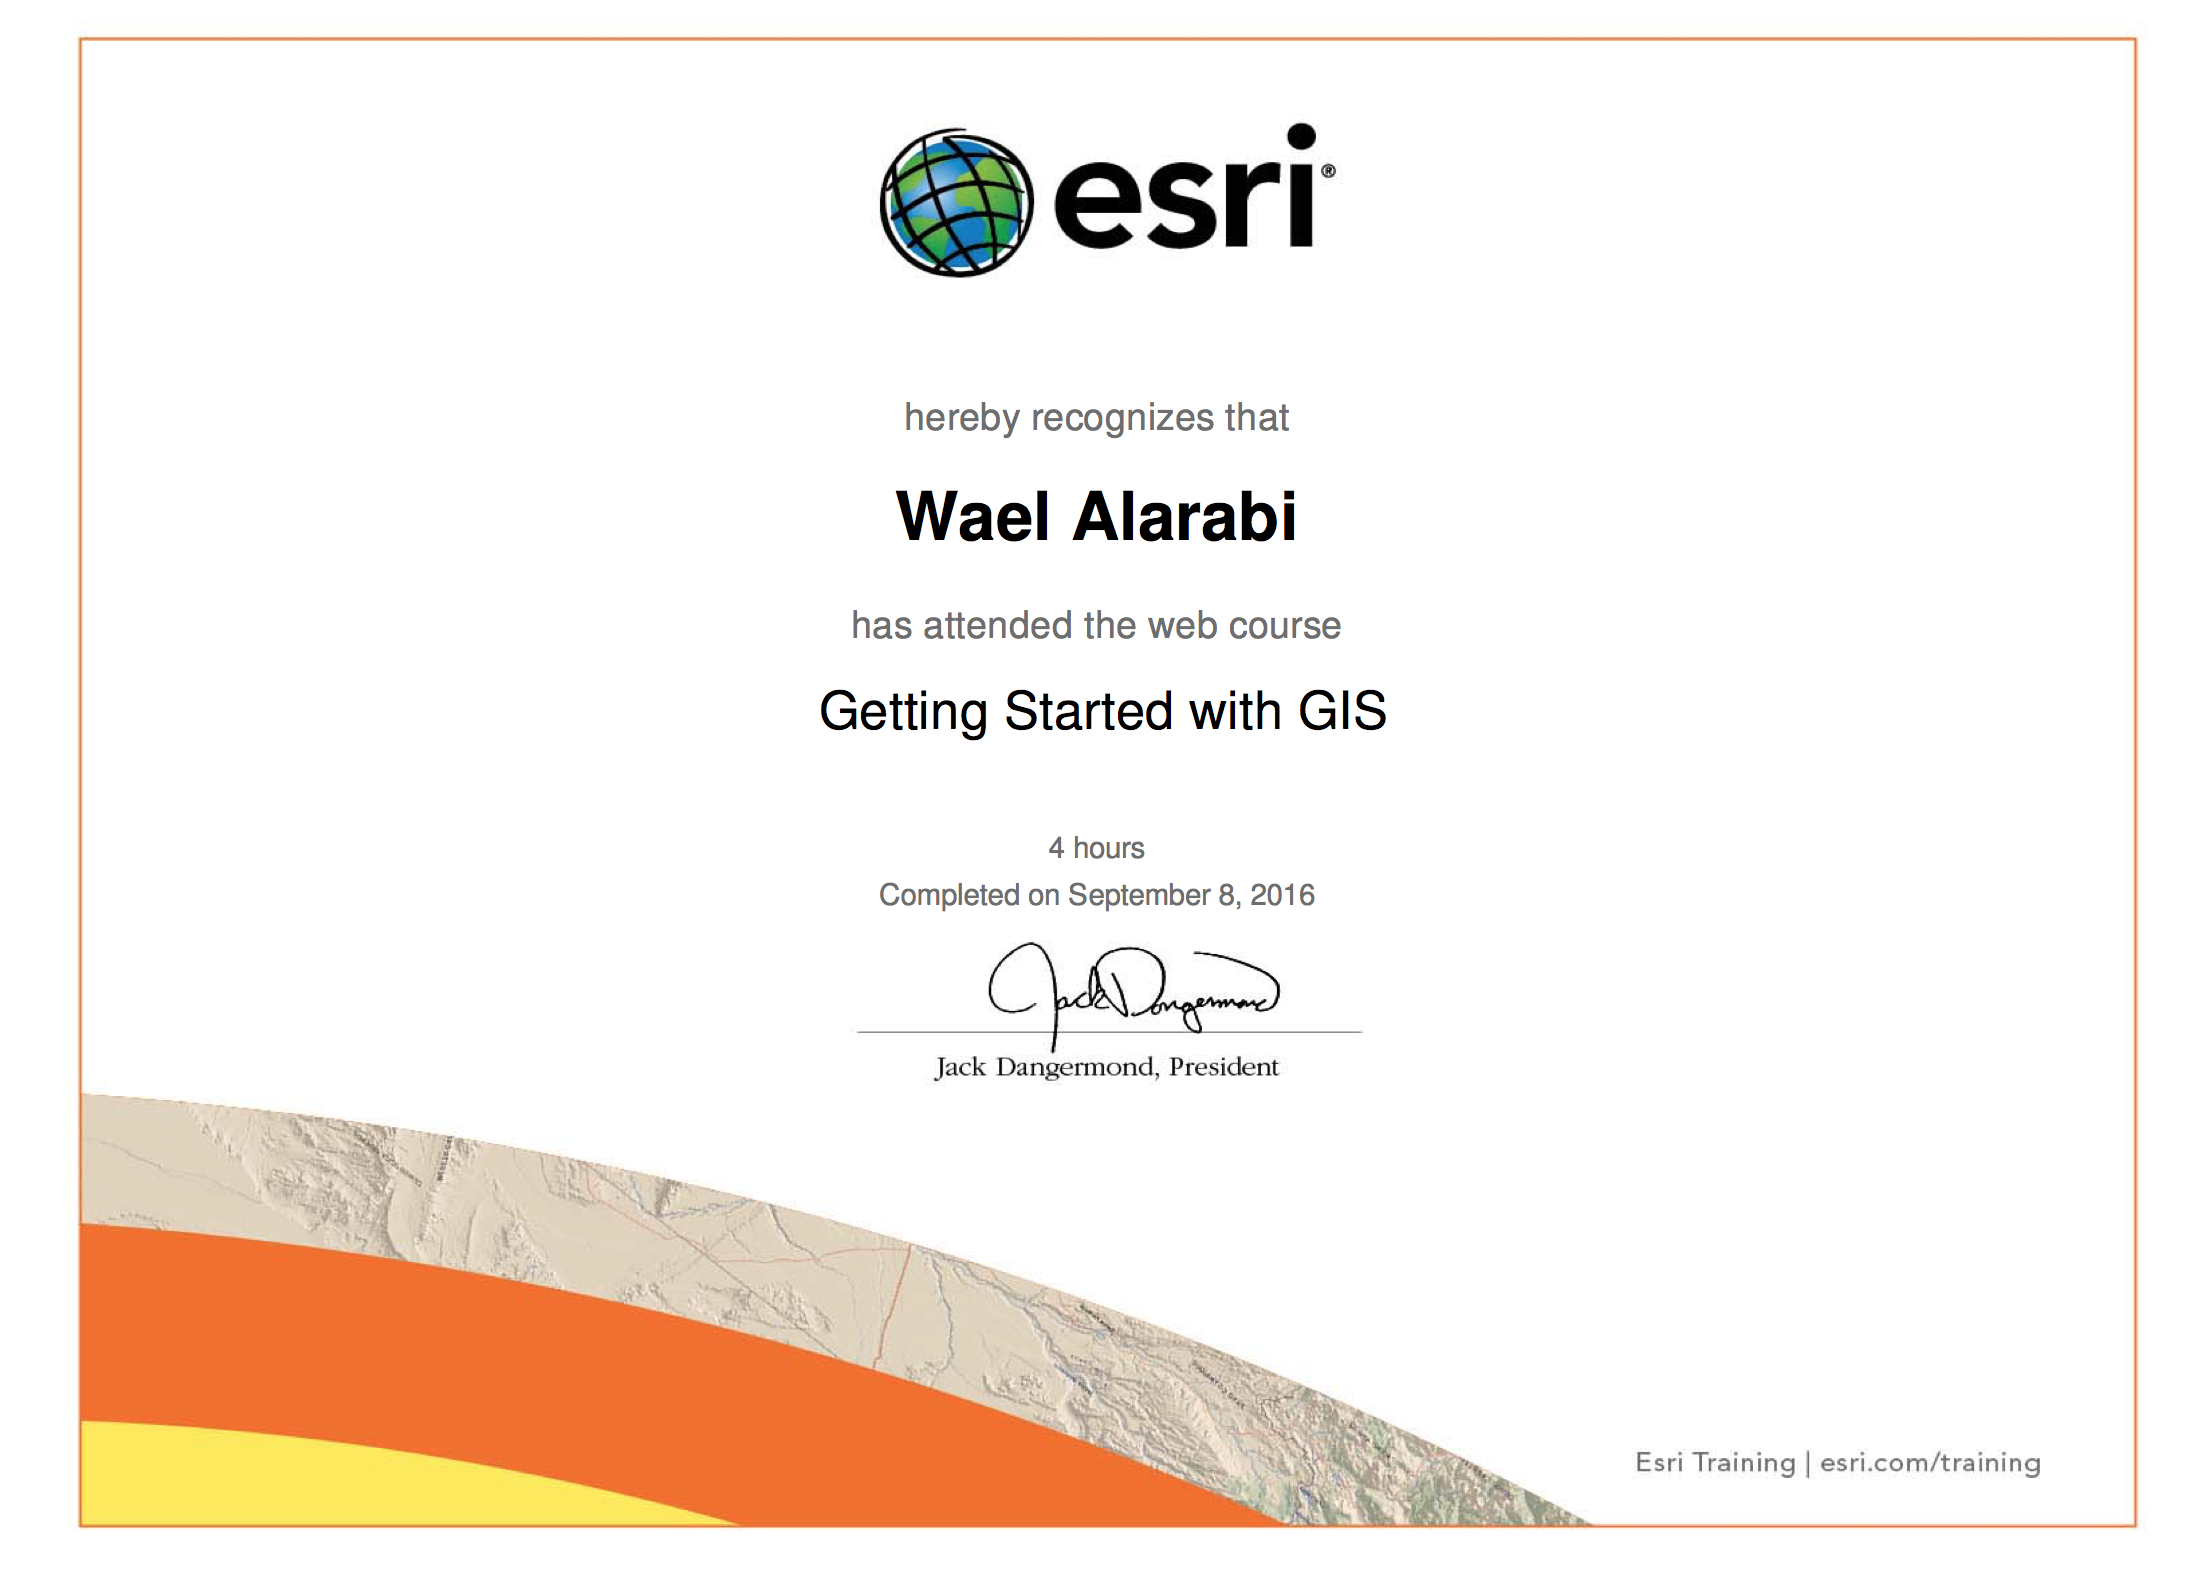 esri®
hereby recognizes that
Wael Alarabi
has attended the web course
Getting Started with GIS
4 hours
Completed on September 8, 2016
Jack Dangermond
Jack Dangermond, President
Esri Training | esri.com/training